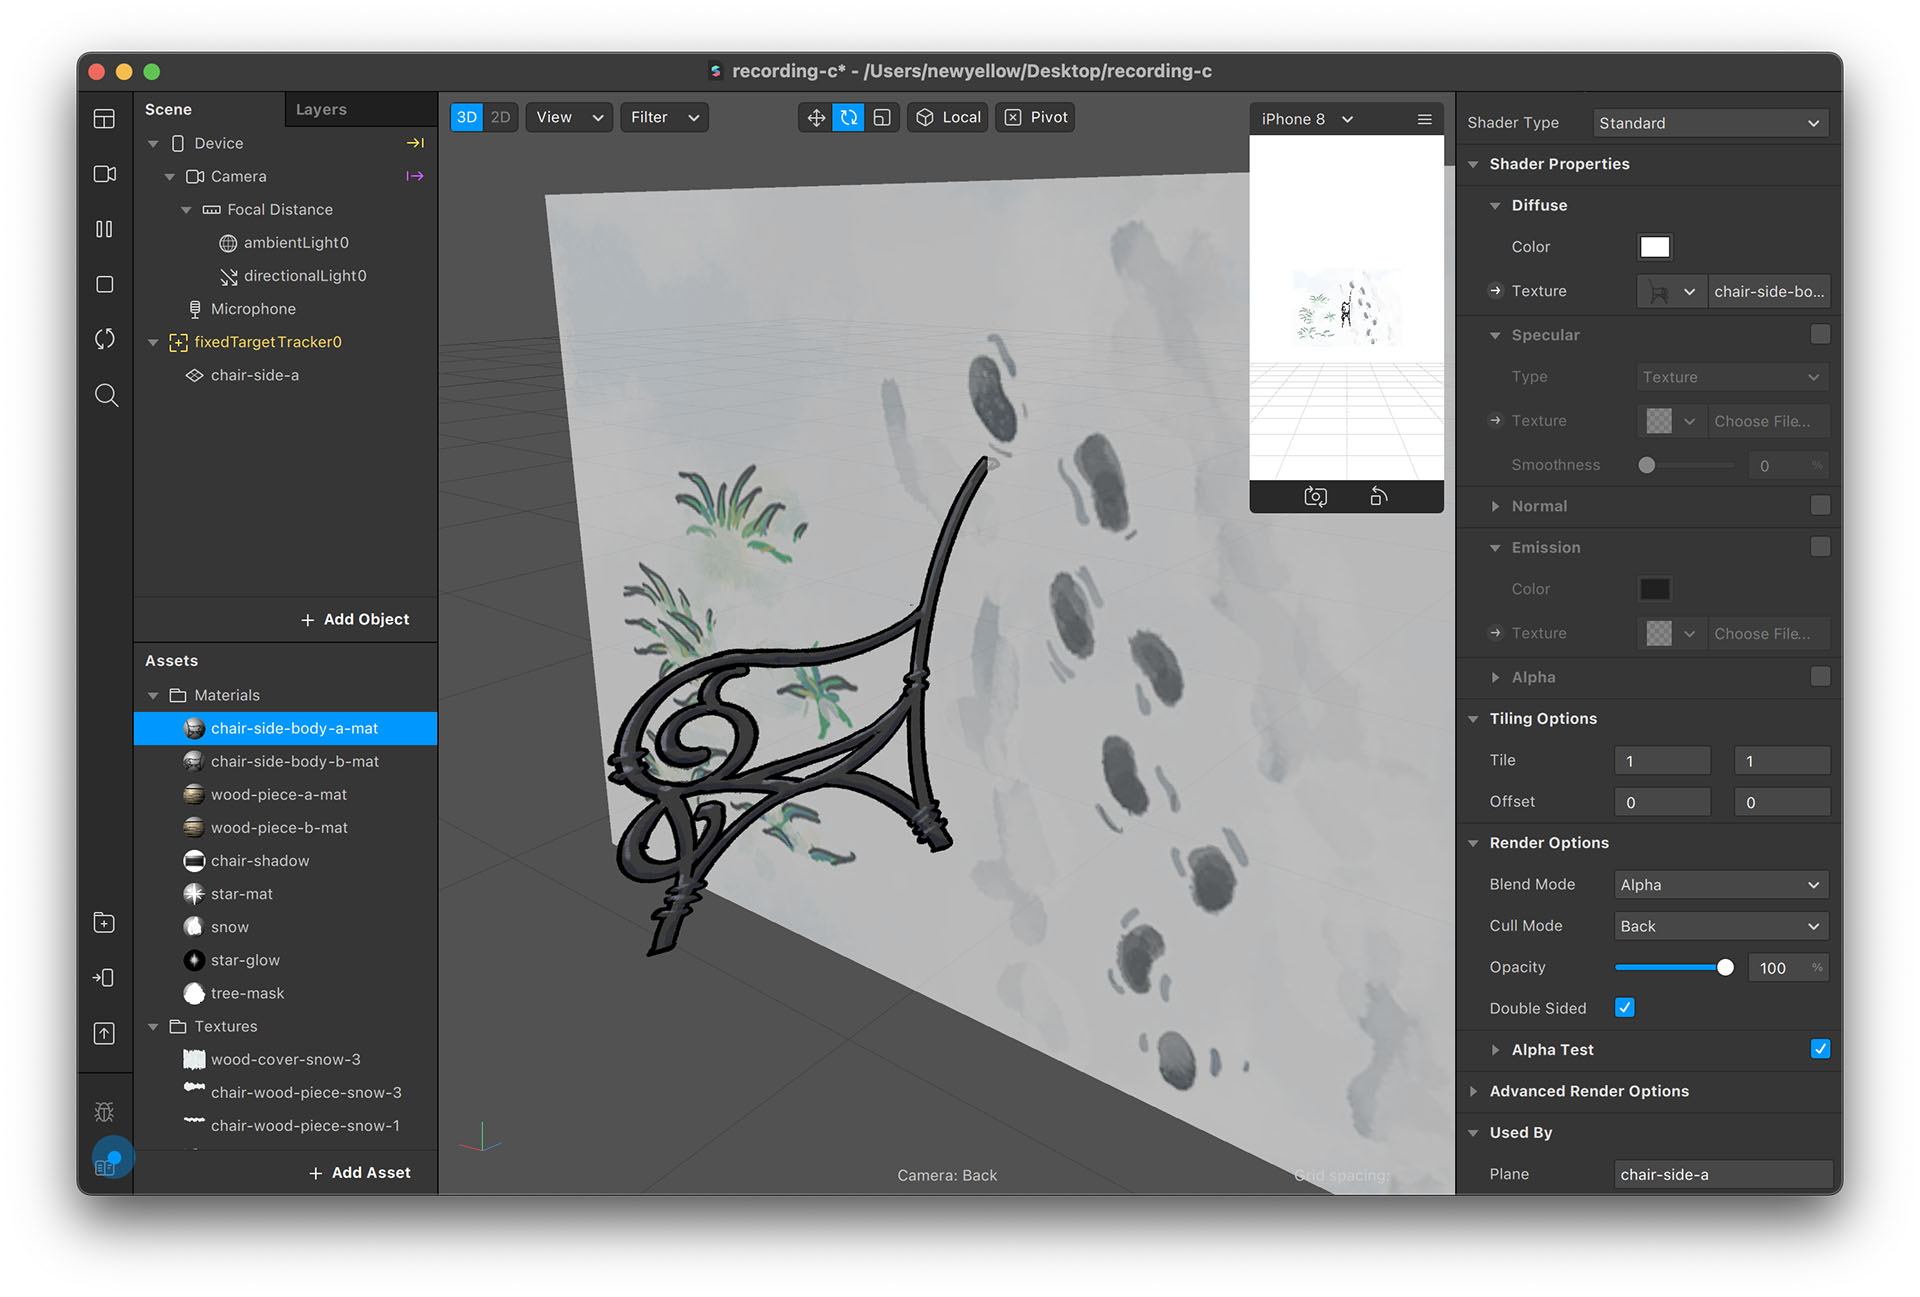 recording-c* - /Users/newyellow/Desktop/recording-c
Scene
Layers
Device
Camera
Focal Distance
ambientLight0
directionalLight0
Microphone
fixedTargetTracker0
chair-side-a
+ Add Object
Assets
Materials
chair-side-body-a-mat
chair-side-body-b-mat
wood-piece-a-mat
wood-piece-b-mat
chair-shadow
star-mat
snow
star-glow
tree-mask
Textures
wood-cover-snow-3
chair-wood-piece-snow-3
chair-wood-piece-snow-1
+ Add Asset
3D 2D View Filter Local Pivot
iPhone 8
Camera: Back
Grid spacing:
Shader Type Standard
Shader Properties
Diffuse
Color
Texture chair-side-bo...
Specular
Type Texture
Texture Choose File...
Smoothness 0 %
Normal
Emission
Color
Texture Choose File...
Alpha
Tiling Options
Tile 1 1
Offset 0 0
Render Options
Blend Mode Alpha
Cull Mode Back
Opacity 100 %
Double Sided
Alpha Test
Advanced Render Options
Used By
Plane chair-side-a